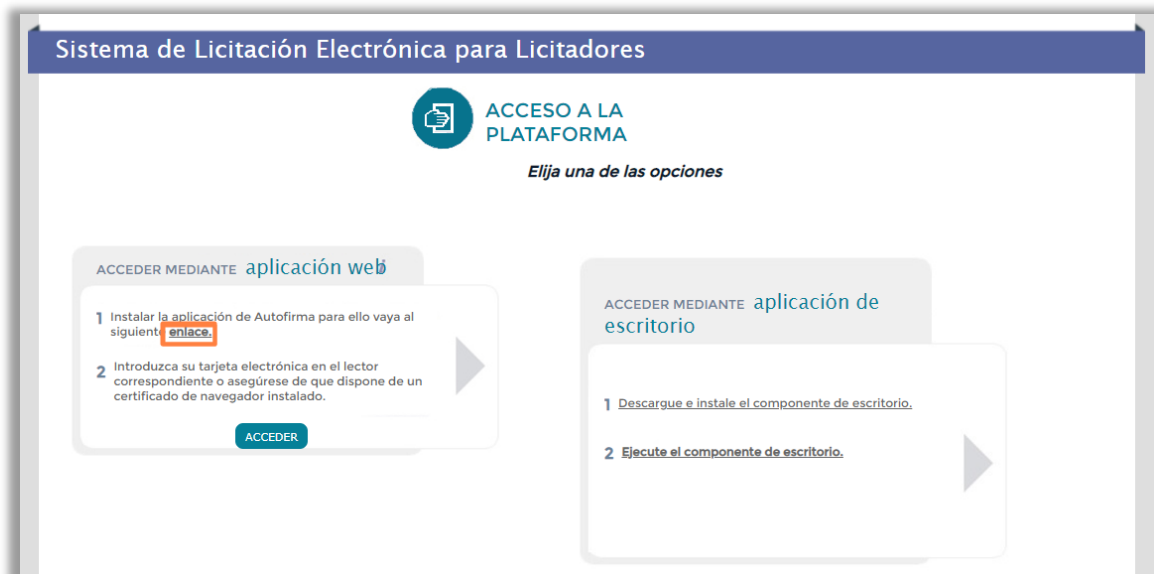 Sistema de Licitación Electrónica para Licitadores
ACCESO A LA
PLATAFORMA
Elija una de las opciones
ACCEDER MEDIANTE aplicación web
1 Instalar la aplicación de Autofirma para ello vaya al
siguiente enlace.
2 Introduzca su tarjeta electrónica en el lector
correspondiente o asegúrese de que dispone de un
certificado de navegador instalado.
ACCEDER
ACCEDER MEDIANTE aplicación de
escritorio
1 Descargue e instale el componente de escritorio.
2 Ejecute el componente de escritorio.